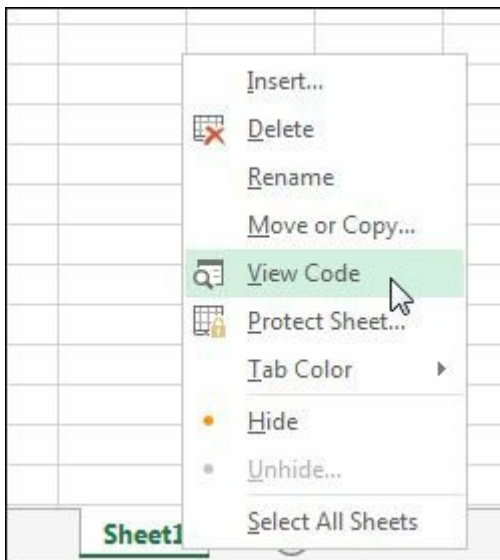 Insert...
Delete
Rename
Move or Copy...
View Code
Protect Sheet...
Tab Color
Hide
Unhide...
Select All Sheets
Sheet1